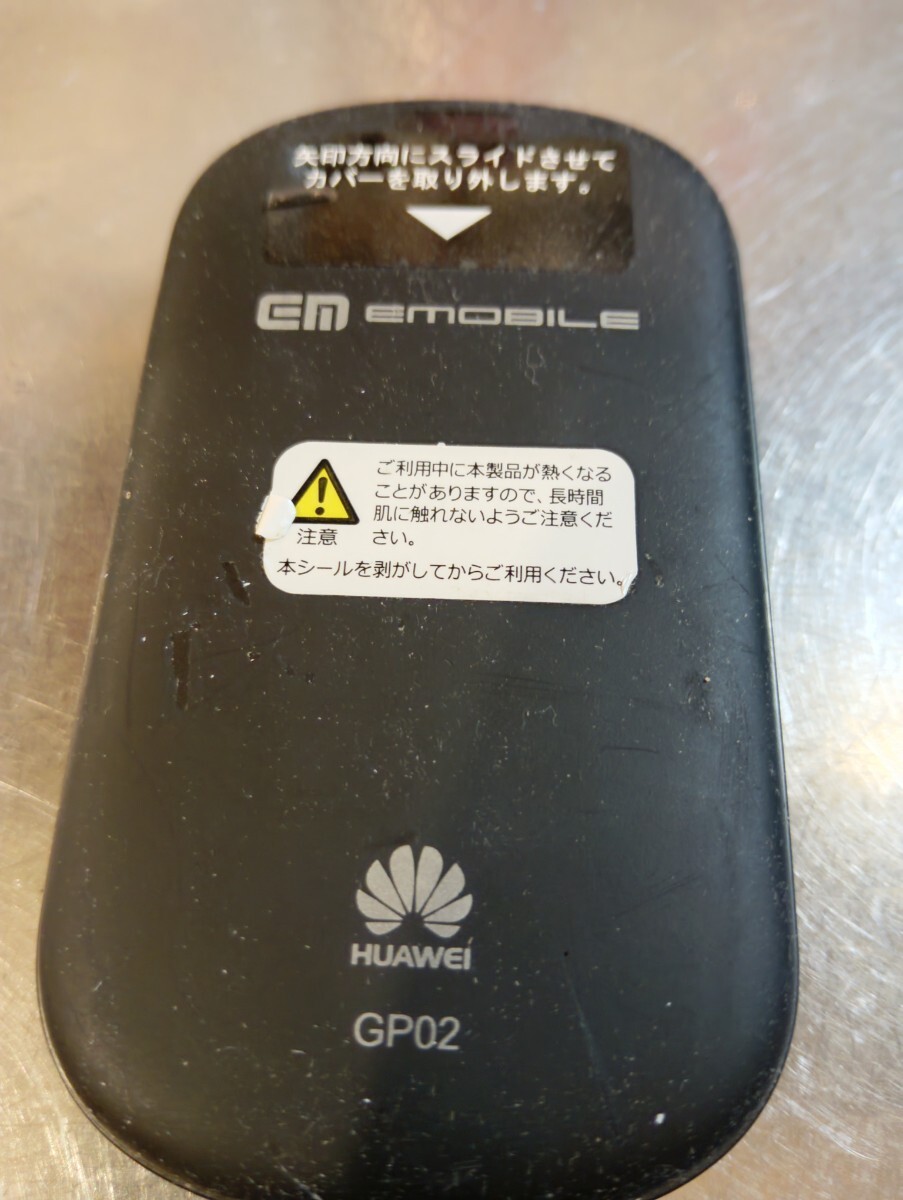 矢印方向にスライドさせて
カバーを取り外します。
EM EMOBILE
ご利用中に本製品が熱くなる
ことがありますので、長時間
肌に触れないようご注意くだ
さい。
注意
本シールを剥がしてからご利用ください。
HUAWEI
GP02